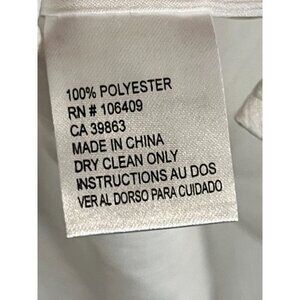 100% POLYESTER
RN # 106409
CA 39863
MADE IN CHINA
DRY CLEAN ONLY
INSTRUCTIONS AU DOS
VER AL DORSO PARA CUIDADO